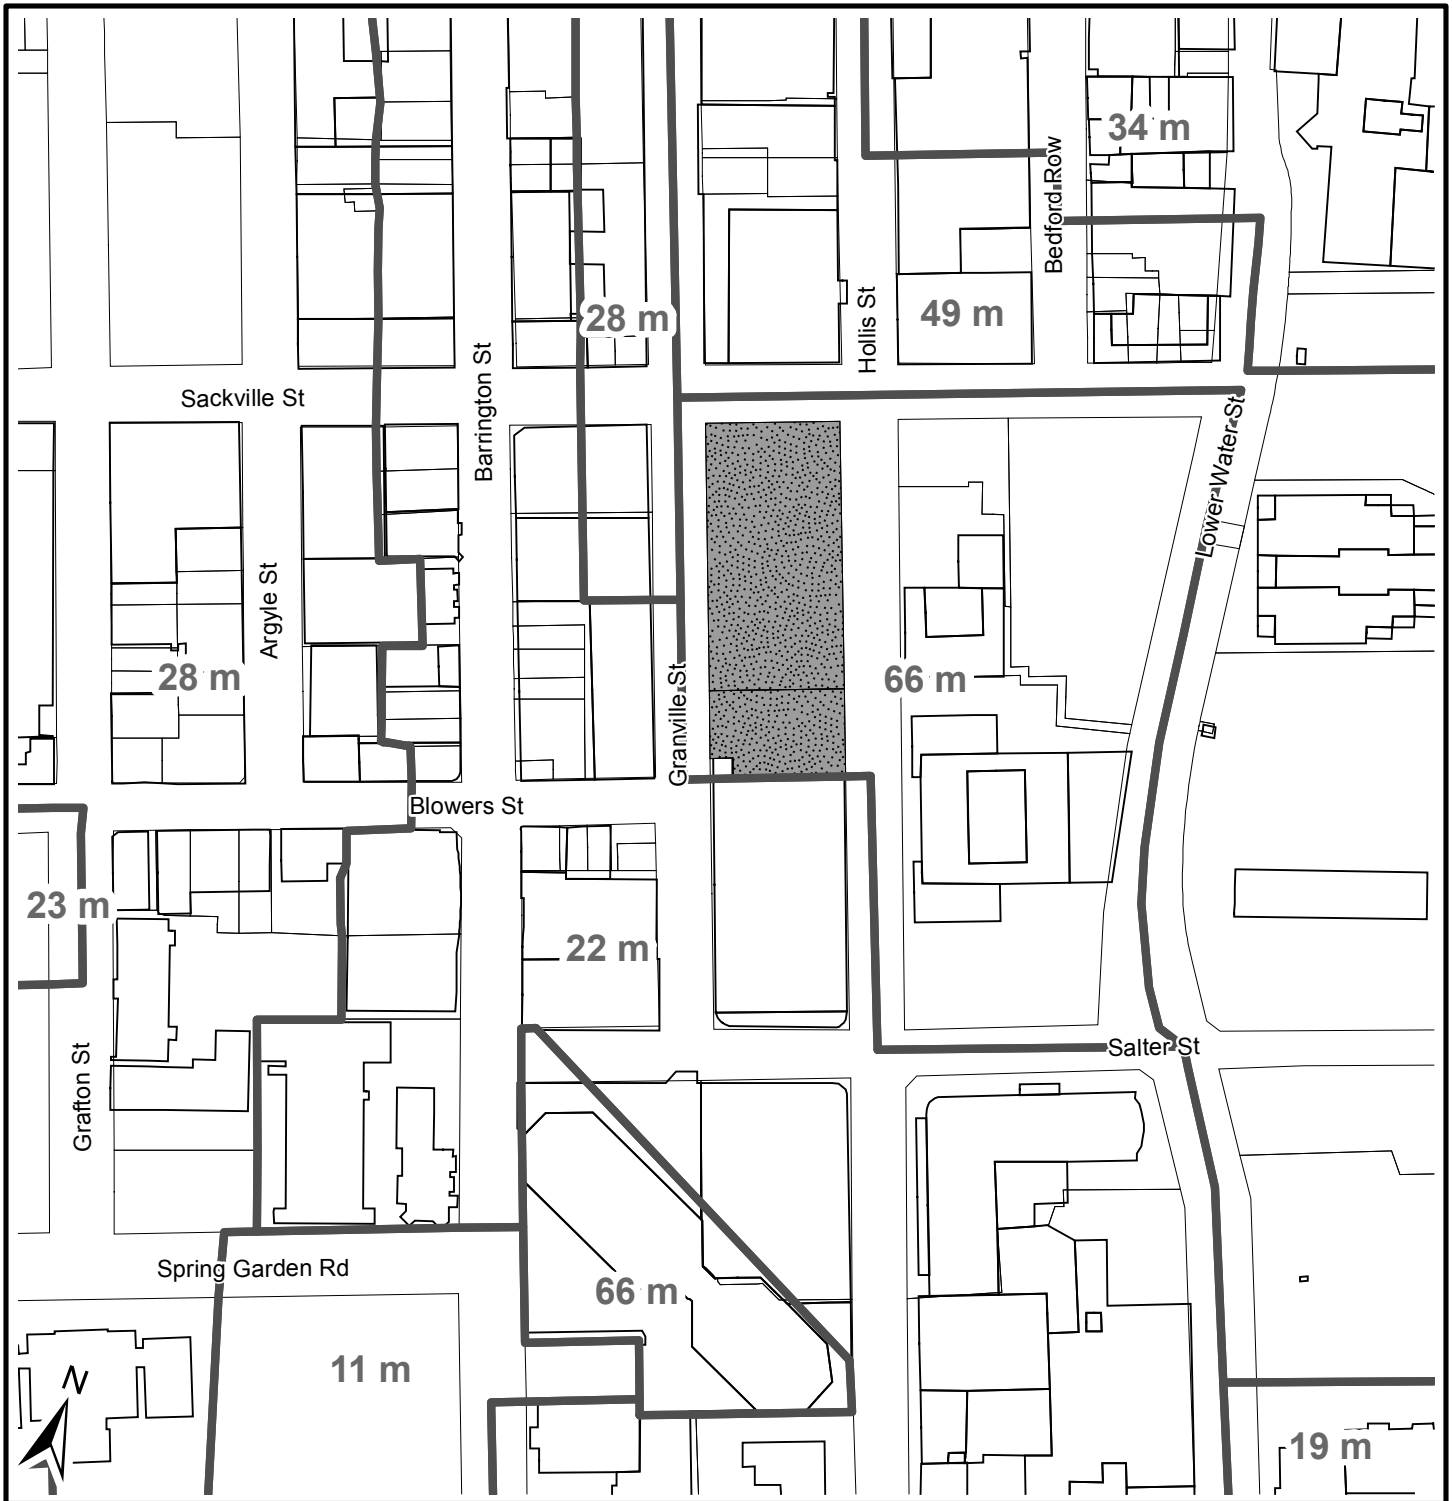 34 m
Bedford Row
28 m
49 m
Hollis St
Sackville St
Barrington St
Lower Water St
Argyle St
28 m
Granville St
66 m
Blowers St
23 m
22 m
Grafton St
Salter St
Spring Garden Rd
66 m
11 m
N
19 m